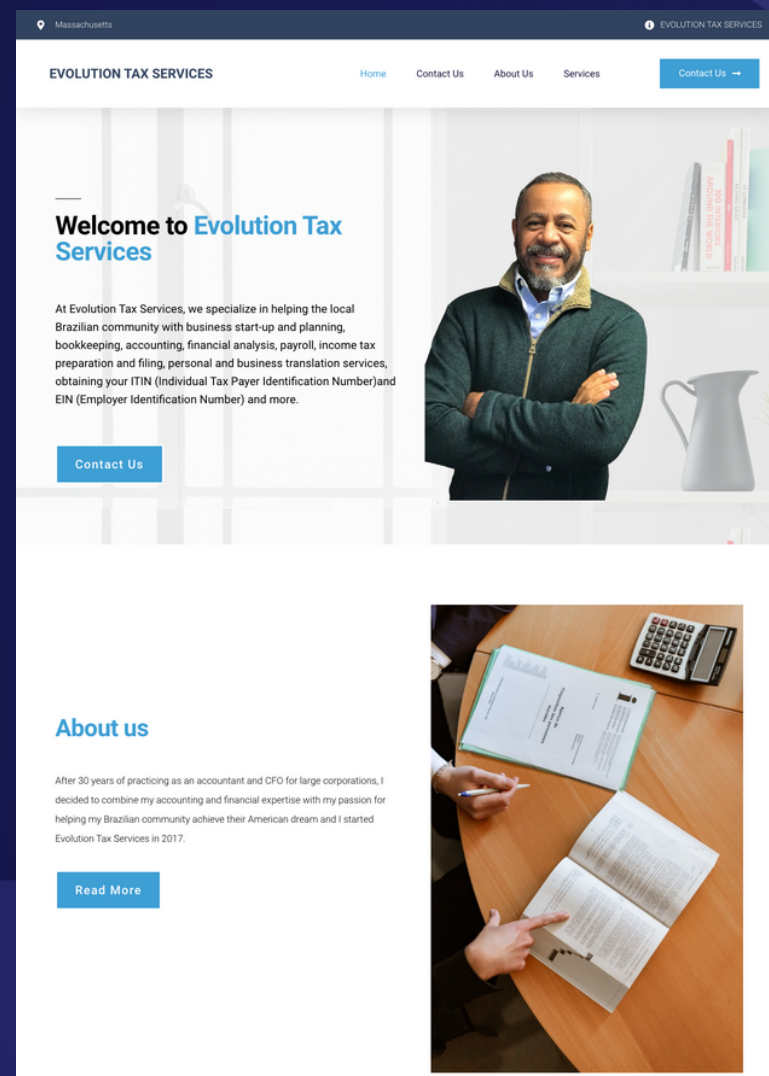 Massachusetts
EVOLUTION TAX SERVICES
EVOLUTION TAX SERVICES
Home
Contact Us
About Us
Services
Contact Us
Welcome to Evolution Tax
Services
At Evolution Tax Services, we specialize in helping the local
Brazilian community with business start-up and planning,
bookkeeping, accounting, financial analysis, payroll, income tax
preparation and filing, personal and business translation services,
obtaining your ITIN (Individual Tax Payer Identification Number)and
EIN (Employer Identification Number) and more.
Contact Us
100 INTERIORS
AROUND THE WORLD
About us
After 30 years of practicing as an accountant and CFO for large corporations, I
decided to combine my accounting and financial expertise with my passion for
helping my Brazilian community achieve their American dream and I started
Evolution Tax Services in 2017.
Read More